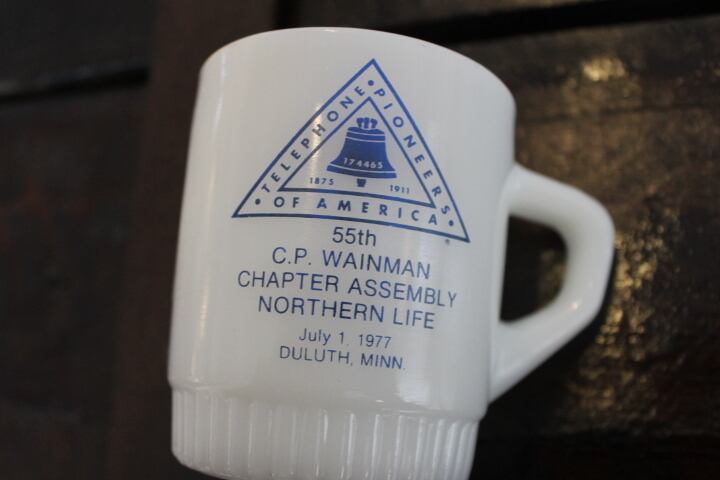 • TELEPHONE • PIONEERS •
OF AMERICA
174465
1875 1911
®
55th
C.P. WAINMAN
CHAPTER ASSEMBLY
NORTHERN LIFE
July 1, 1977
DULUTH, MINN.